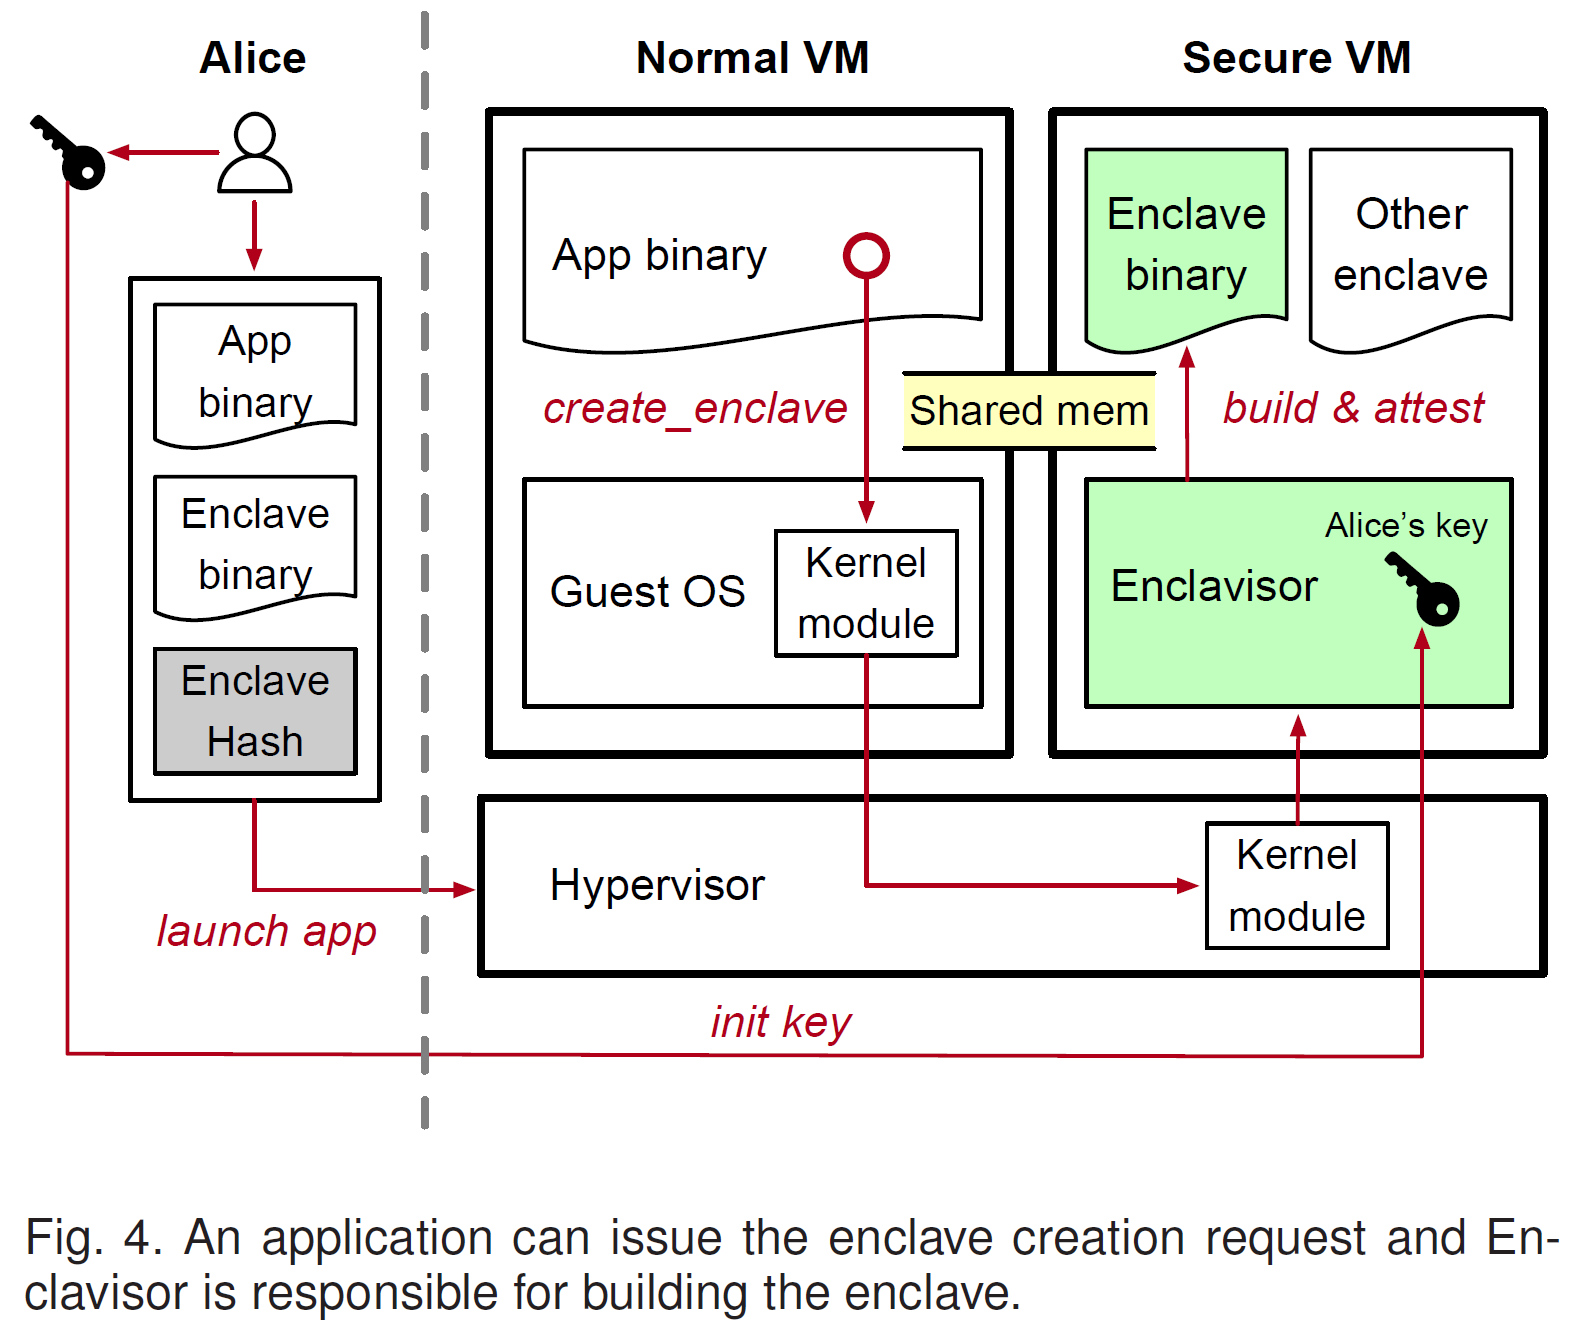 Alice
Normal VM
Secure VM
App
binary
Enclave
binary
Enclave
Hash
launch app
App binary
create_enclave
Guest OS
Kernel
module
Shared mem
Enclave
binary
Other
enclave
build & attest
Alice's key
Enclavisor
Hypervisor
Kernel
module
init key
Fig. 4. An application can issue the enclave creation request and En-
clavisor is responsible for building the enclave.